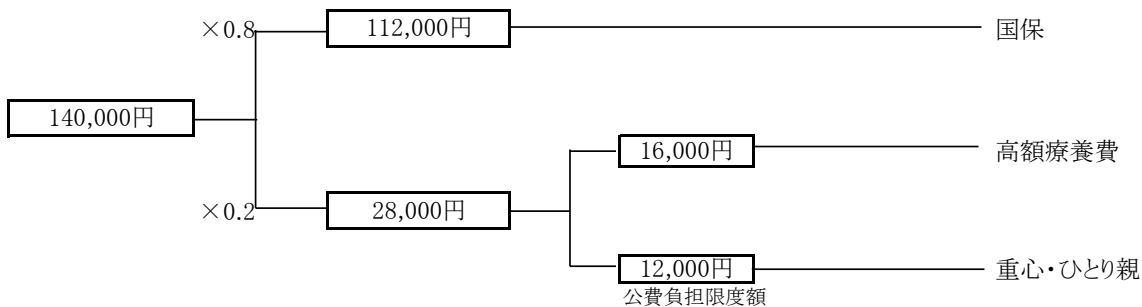 ×0.8
112,000円
国保
140,000円
16,000円
高額療養費
×0.2
28,000円
12,000円
重心・ひとり親
公費負担限度額